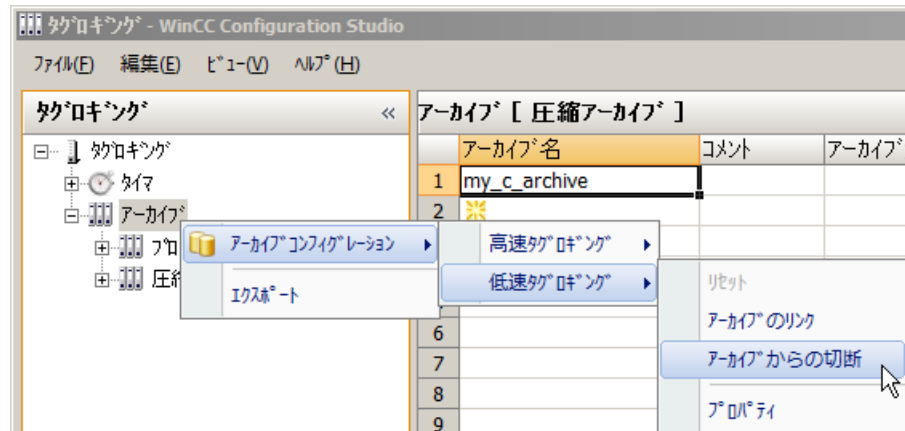 ﾀｸﾞﾛｷﾞﾝｸﾞ - WinCC Configuration Studio
ﾌｧｲﾙ(F) 編集(E) ﾋﾞｭｰ(V) ﾍﾙﾌﾟ(H)
ﾀｸﾞﾛｷﾞﾝｸﾞ «
ｱｰｶｲﾌﾞ [ 圧縮ｱｰｶｲﾌﾞ ]
ﾀｸﾞﾛｷﾞﾝｸﾞ
ﾀｲﾏ
ｱｰｶｲﾌﾞ
ﾌﾟﾛ
圧
ｱｰｶｲﾌﾞ名 ｺﾒﾝﾄ ｱｰｶｲﾌﾞ
1 my_c_archive
2
6
7
8
9
ｱｰｶｲﾌﾞｺﾝﾌｨｸﾞﾚｰｼｮﾝ
ｴｸｽﾎﾟｰﾄ
高速ﾀｸﾞﾛｷﾞﾝｸﾞ
低速ﾀｸﾞﾛｷﾞﾝｸﾞ
ﾘｾｯﾄ
ｱｰｶｲﾌﾞのﾘﾝｸ
ｱｰｶｲﾌﾞからの切断
ﾌﾟﾛﾊﾟﾃｨ